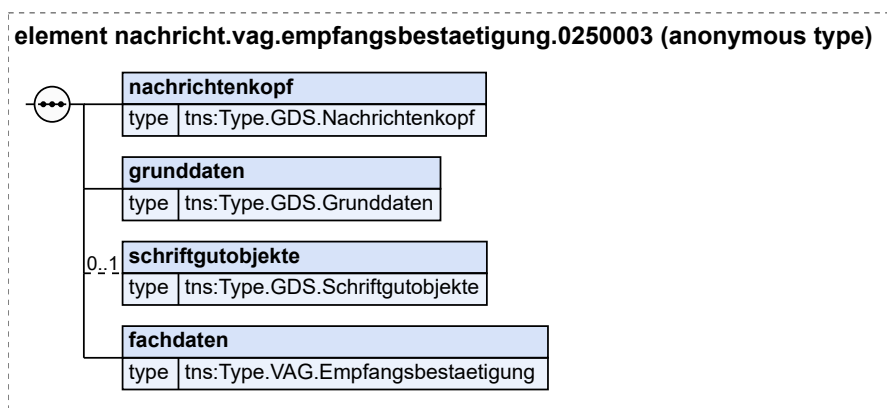 element nachricht.vag.empfangsbestaetigung.0250003 (anonymous type)
nachrichtenkopf
type tns:Type.GDS.Nachrichtenkopf
grunddaten
type tns:Type.GDS.Grunddaten
0..1 schriftgutobjekte
type tns:Type.GDS.Schriftgutobjekte
fachdaten
type tns:Type.VAG.Empfangsbestaetigung